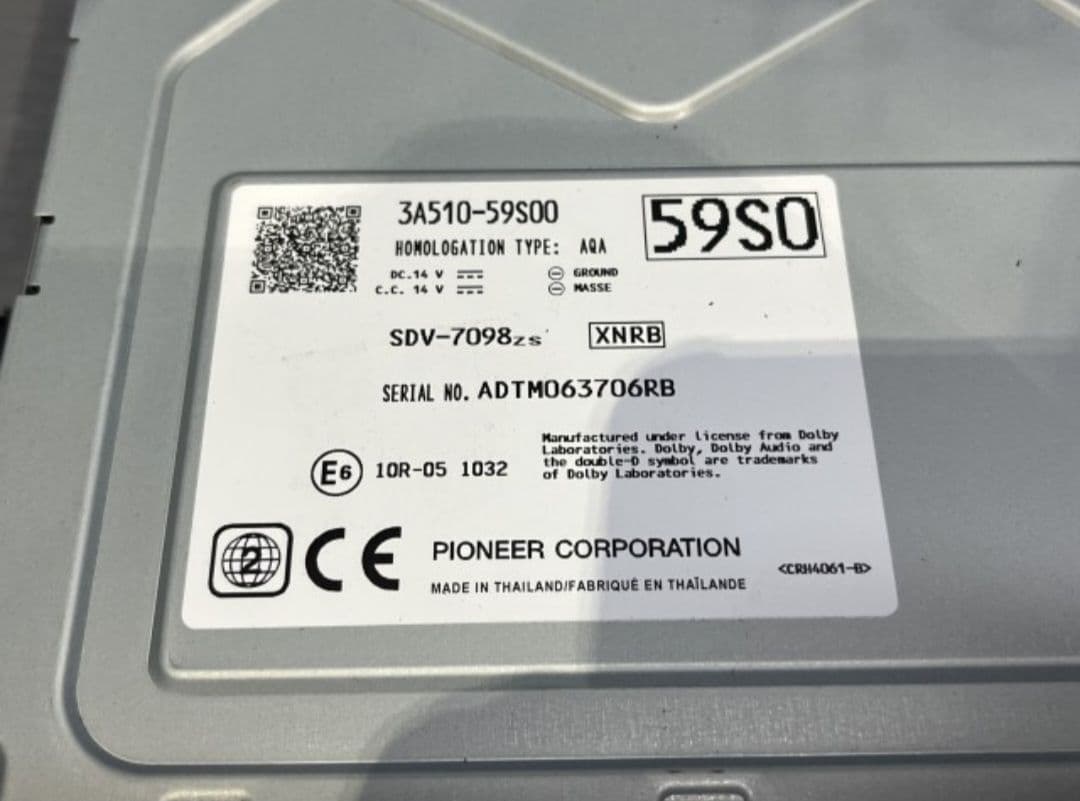 3A510-59S00
59S0
HOMOLOGATION TYPE: AQA
DC.14 V
GROUND
C.C. 14 V
MASSE
SDV-7098zs
XNRB
SERIAL NO. ADTM063706RB
Manufactured under license from Dolby
Laboratories. Dolby, Dolby Audio and
the double-D symbol are trademarks
of Dolby Laboratories.
E6 10R-05 1032
2
CE
PIONEER CORPORATION
MADE IN THAILAND/FABRIQUÉ EN THAÏLANDE
<CRH4061-B>